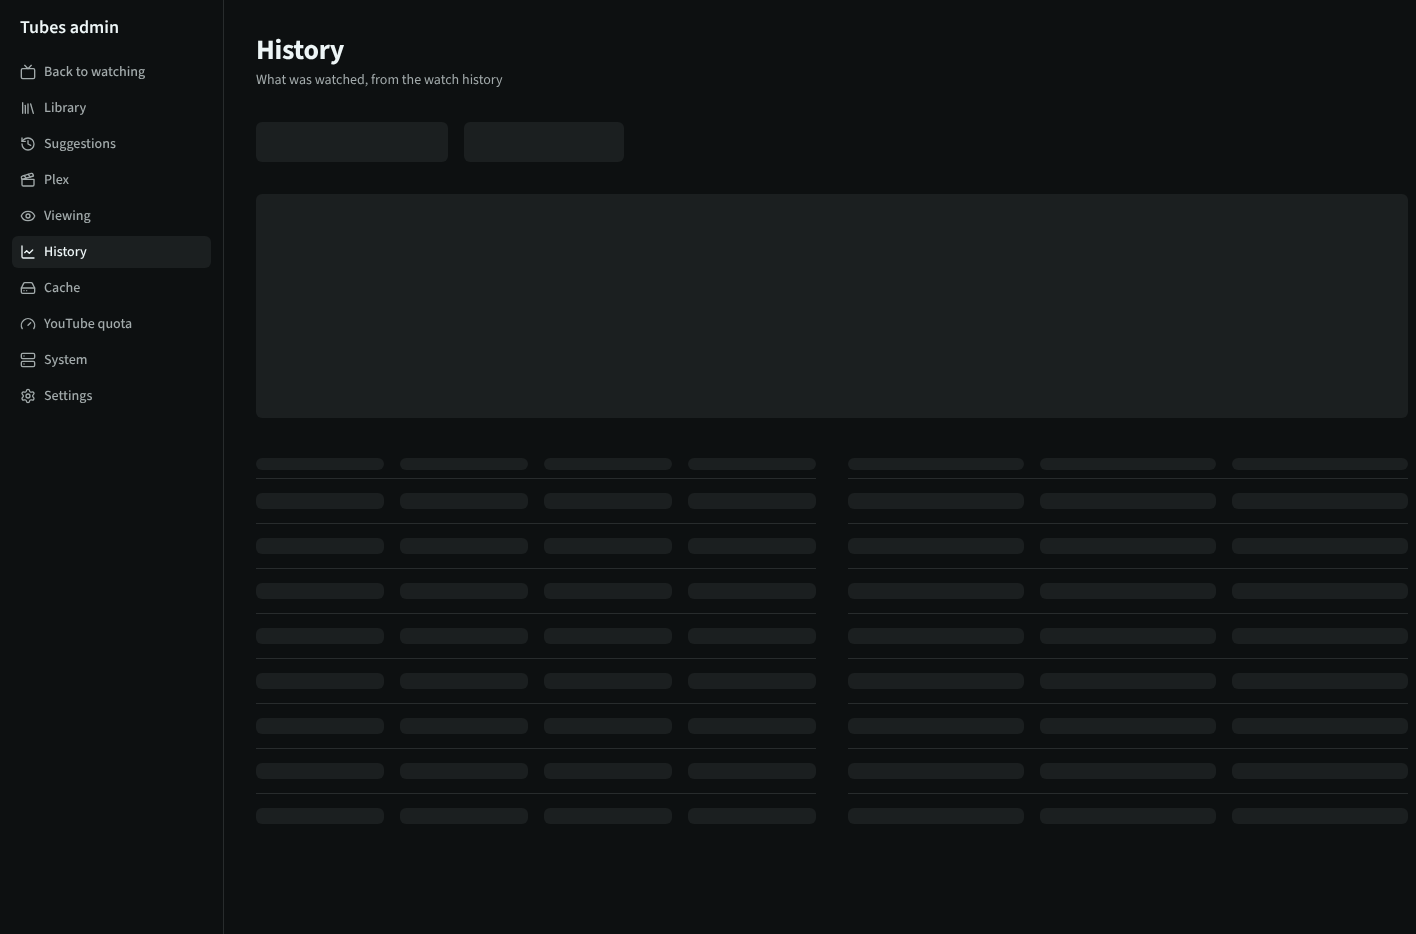 Tubes admin
Back to watching
Library
Suggestions
Plex
Viewing
History
Cache
YouTube quota
System
Settings
History
What was watched, from the watch history